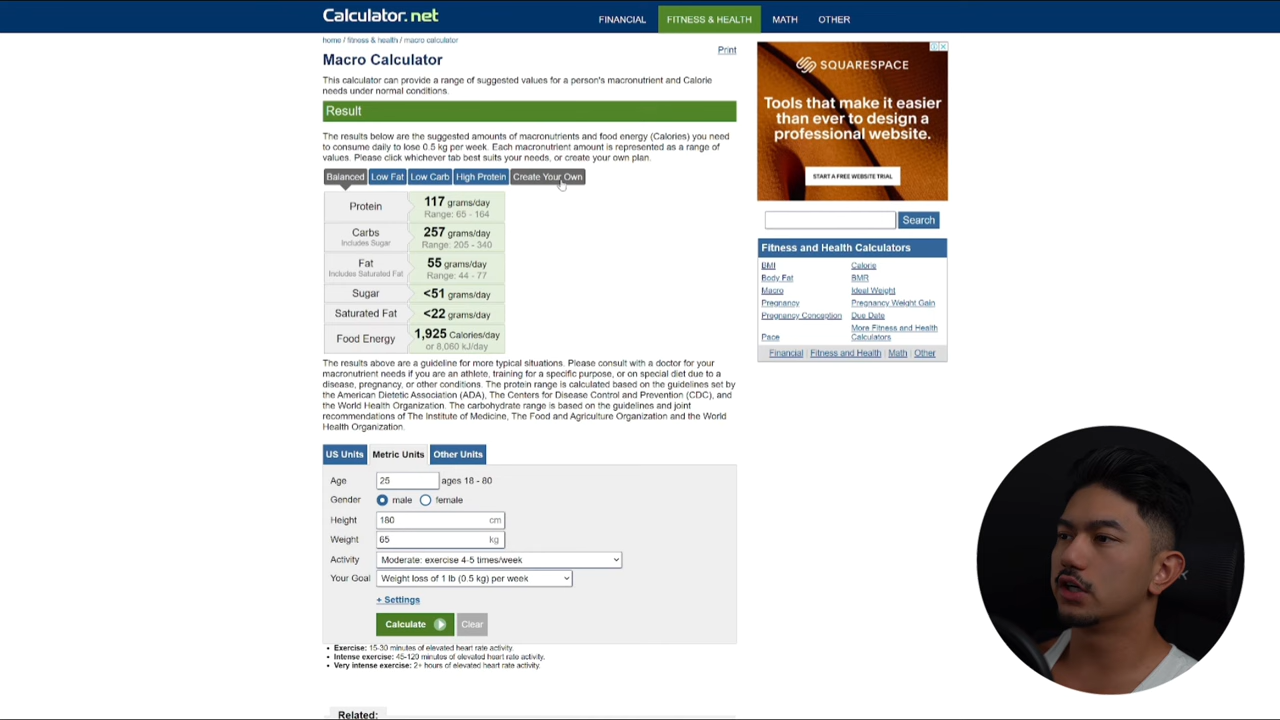 Calculator.net
FINANCIAL
FITNESS & HEALTH
MATH
OTHER
home / fitness & health / macro calculator
Print
Macro Calculator
This calculator can provide a range of suggested values for a person's macronutrient and Calorie
needs under normal conditions.
Result
The results below are the suggested amounts of macronutrients and food energy (Calories) you need
to consume daily to lose 0.5 kg per week. Each macronutrient amount is represented as a range of
values. Please click whichever tab best suits your needs, or create your own plan.
Balanced
Low Fat
Low Carb
High Protein
Create Your Own
Protein
117 grams/day
Range: 65 - 164
Carbs
Includes Sugar
257 grams/day
Range: 205 - 340
Fat
Includes Saturated Fat
55 grams/day
Range: 44 - 77
Sugar
<51 grams/day
Saturated Fat
<22 grams/day
Food Energy
1,925 Calories/day
or 8,060 kJ/day
The results above are a guideline for more typical situations. Please consult with a doctor for your
macronutrient needs if you are an athlete, training for a specific purpose, or on special diet due to a
disease, pregnancy, or other conditions. The protein range is calculated based on the guidelines set by
the American Dietetic Association (ADA), The Centers for Disease Control and Prevention (CDC), and
the World Health Organization. The carbohydrate range is based on the guidelines and joint
recommendations of The Institute of Medicine, The Food and Agriculture Organization and the World
Health Organization.
US Units
Metric Units
Other Units
Age
25
ages 18 - 80
Gender
male
female
Height
180
cm
Weight
65
kg
Activity
Moderate: exercise 4-5 times/week
Your Goal
Weight loss of 1 lb (0.5 kg) per week
+ Settings
Calculate
Clear
• Exercise: 15-30 minutes of elevated heart rate activity.
• Intense exercise: 45-120 minutes of elevated heart rate activity.
• Very intense exercise: 2+ hours of elevated heart rate activity.
Related:
SQUARESPACE
Tools that make it easier
than ever to design a
professional website.
START A FREE WEBSITE TRIAL
Search
Fitness and Health Calculators
BMI
Calorie
Body Fat
BMR
Macro
Ideal Weight
Pregnancy
Pregnancy Weight Gain
Pregnancy Conception
Due Date
Pace
More Fitness and Health
Calculators
Financial | Fitness and Health | Math | Other